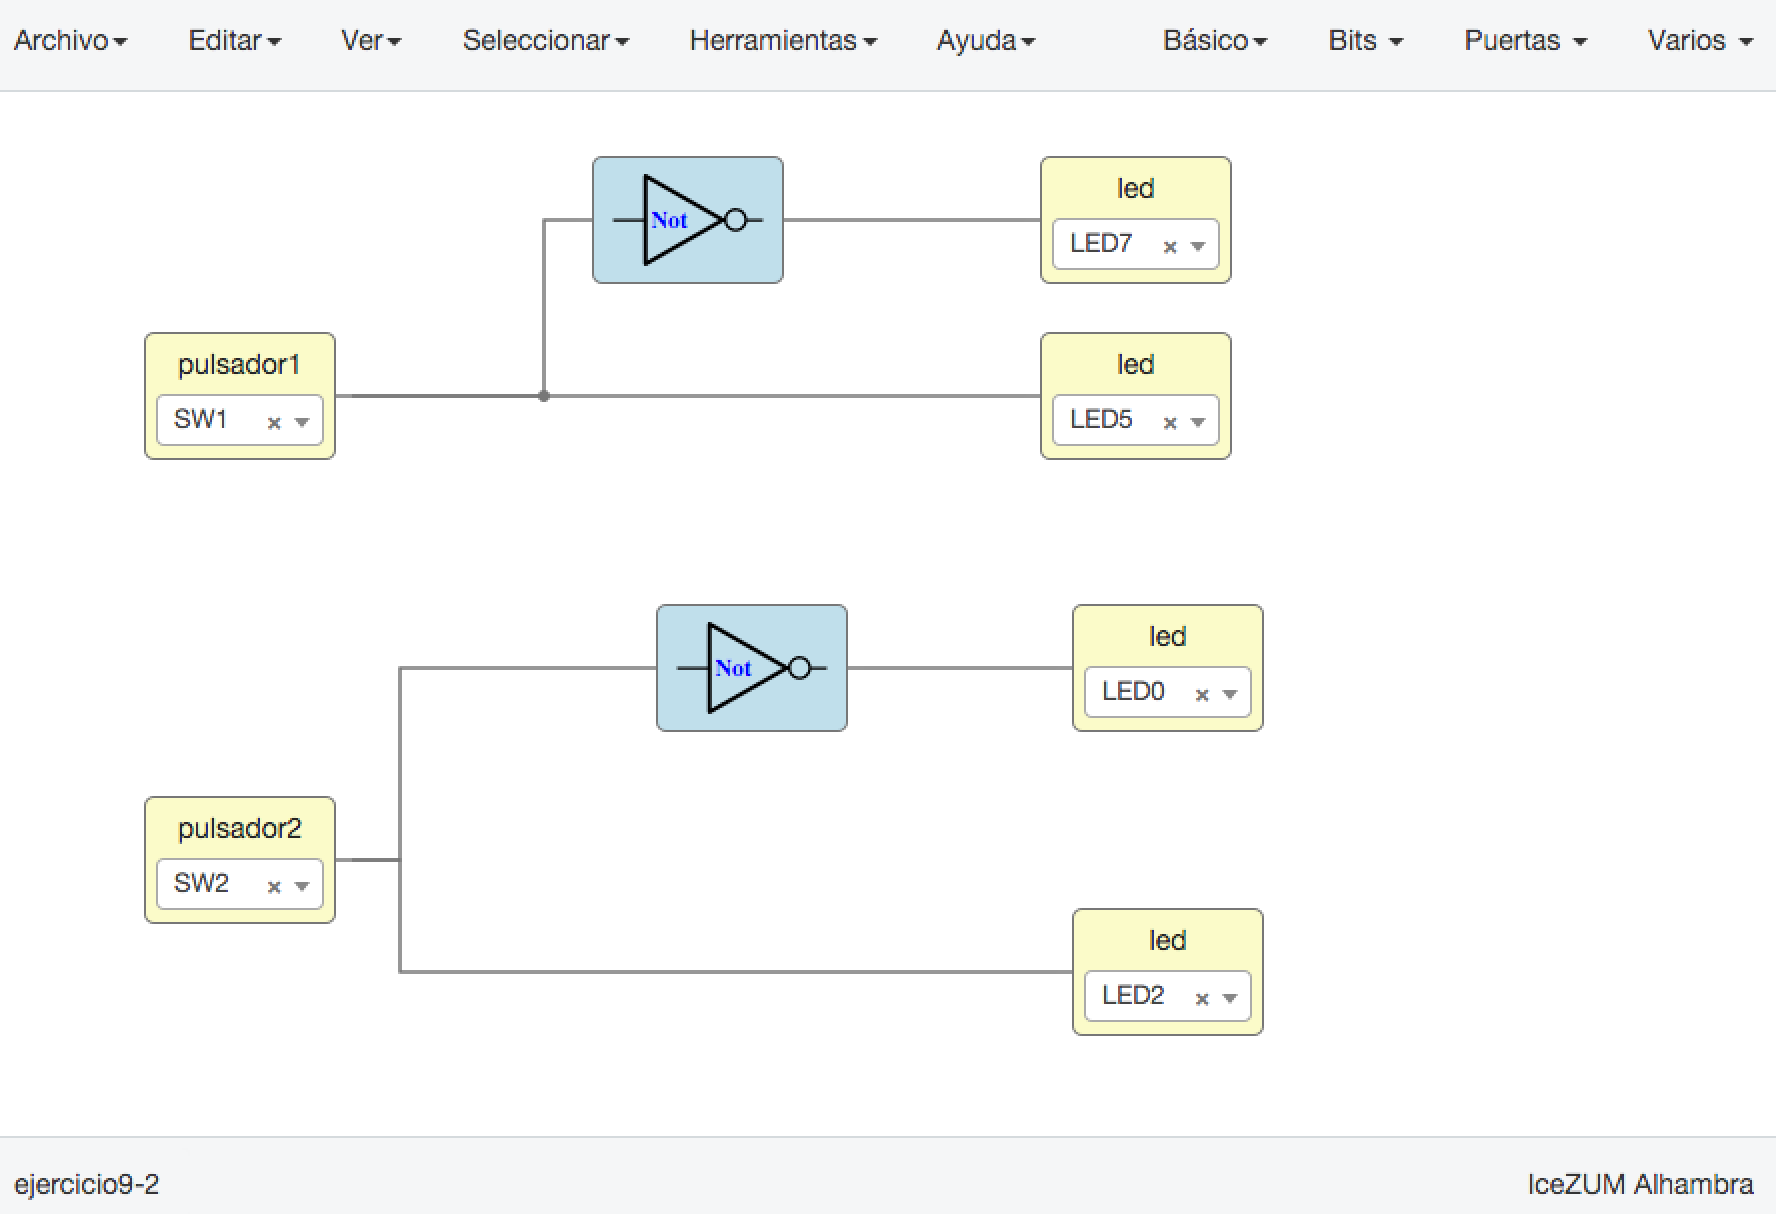 Archivo Editar Ver Seleccionar Herramientas Ayuda Básico Bits Puertas Varios
Not
led
LED7
pulsador1
SW1
led
LED5
Not
led
LED0
pulsador2
SW2
led
LED2
ejercicio9-2
IceZUM Alhambra